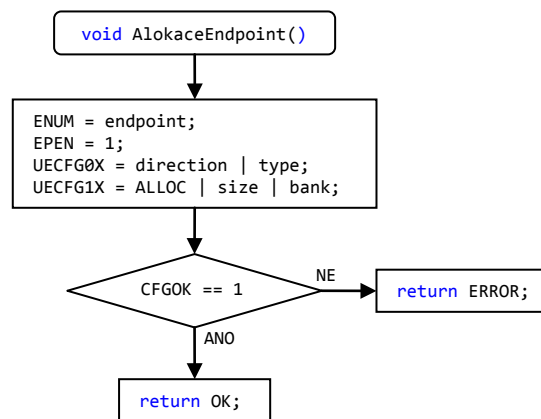 void AlokaceEndpoint()
ENUM = endpoint;
EPEN = 1;
UECFG0X = direction | type;
UECFG1X = ALLOC | size | bank;
CFGOK == 1
NE
return ERROR;
ANO
return OK;